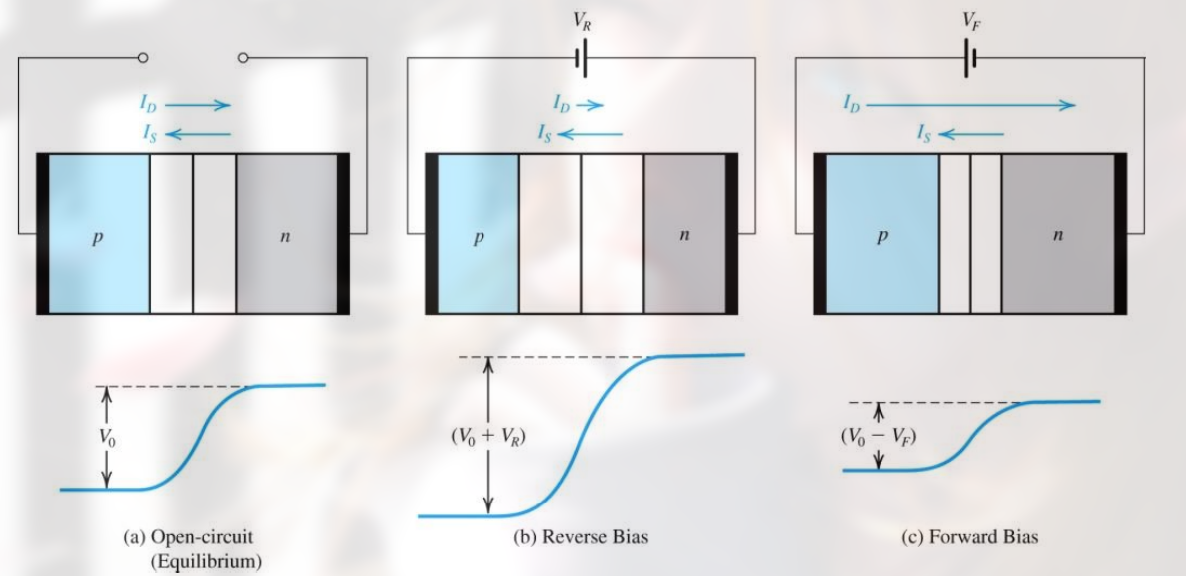 V_R
V_F
I_D
I_S
I_D
I_S
I_D
I_S
p
n
p
n
p
n
V_0
(V_0 + V_R)
(V_0 − V_F)
(a) Open-circuit
(Equilibrium)
(b) Reverse Bias
(c) Forward Bias